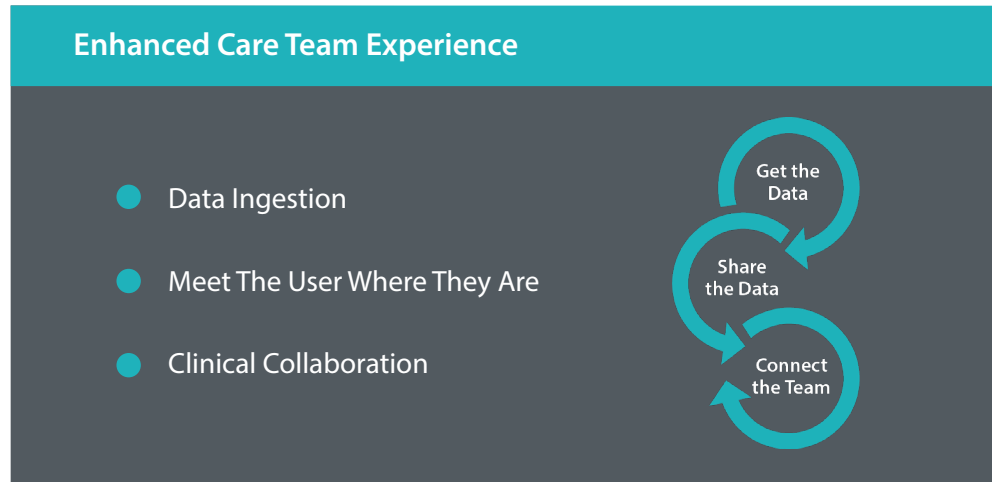 Enhanced Care Team Experience
Data Ingestion
Meet The User Where They Are
Clinical Collaboration
Get the
Data
Share
the Data
Connect
the Team